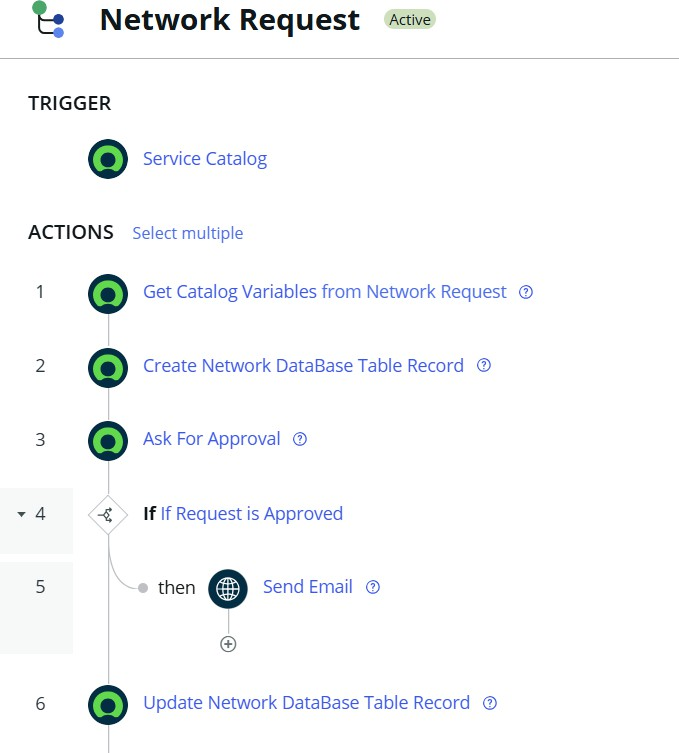 Network Request Active
TRIGGER
Service Catalog
ACTIONS Select multiple
1 Get Catalog Variables from Network Request ?
2 Create Network DataBase Table Record ?
3 Ask For Approval ?
4 If If Request is Approved
5 then Send Email ?
6 Update Network DataBase Table Record ?